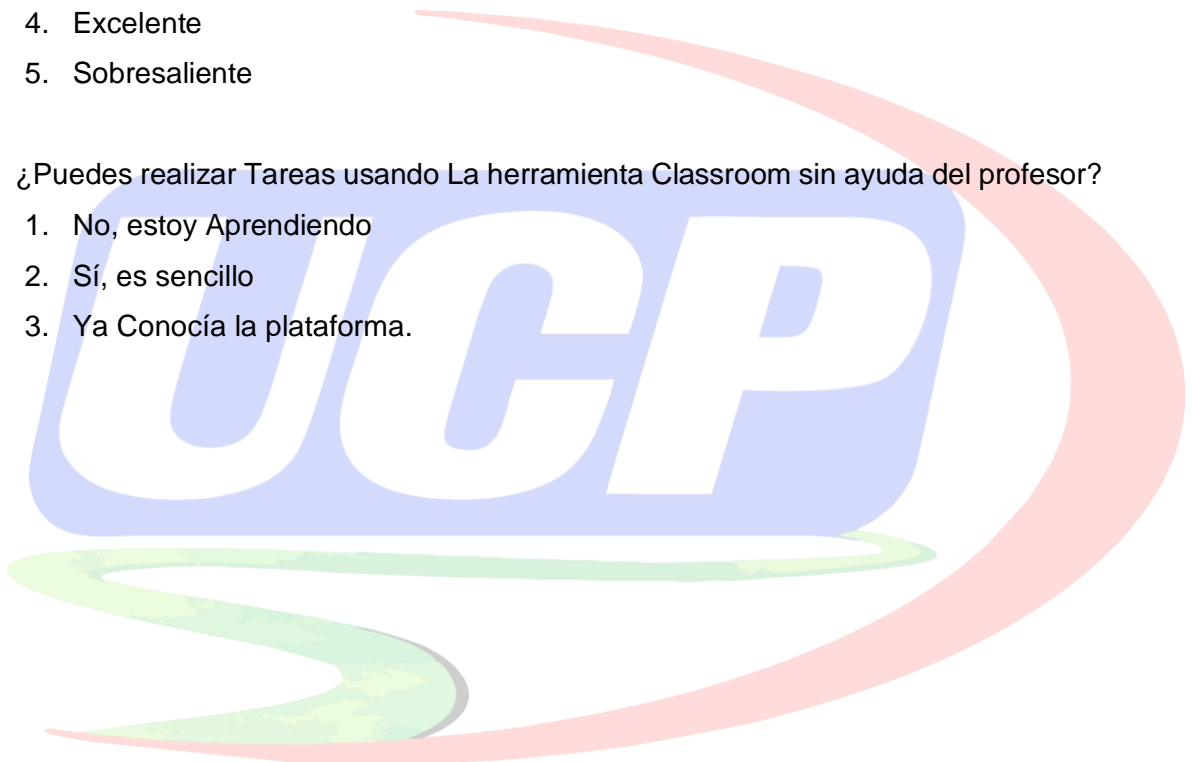 4. Excelente
5. Sobresaliente
¿Puedes realizar Tareas usando La herramienta Classroom sin ayuda del profesor?
1. No, estoy Aprendiendo
2. Sí, es sencillo
3. Ya Conocía la plataforma.
UCP